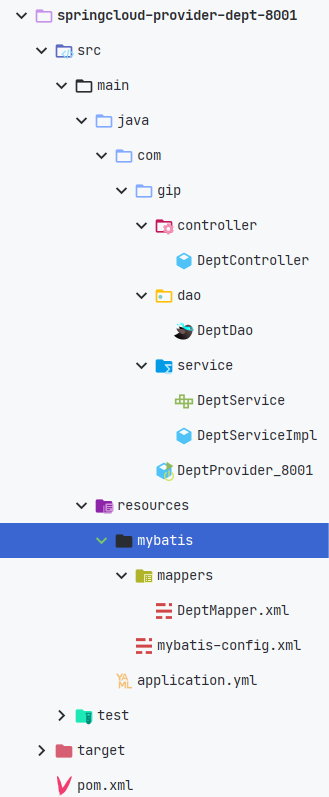 springcloud-provider-dept-8001
src
main
java
com
gip
controller
DeptController
dao
DeptDao
service
DeptService
DeptServiceImpl
DeptProvider_8001
resources
mybatis
mappers
DeptMapper.xml
mybatis-config.xml
YAML application.yml
test
target
pom.xml